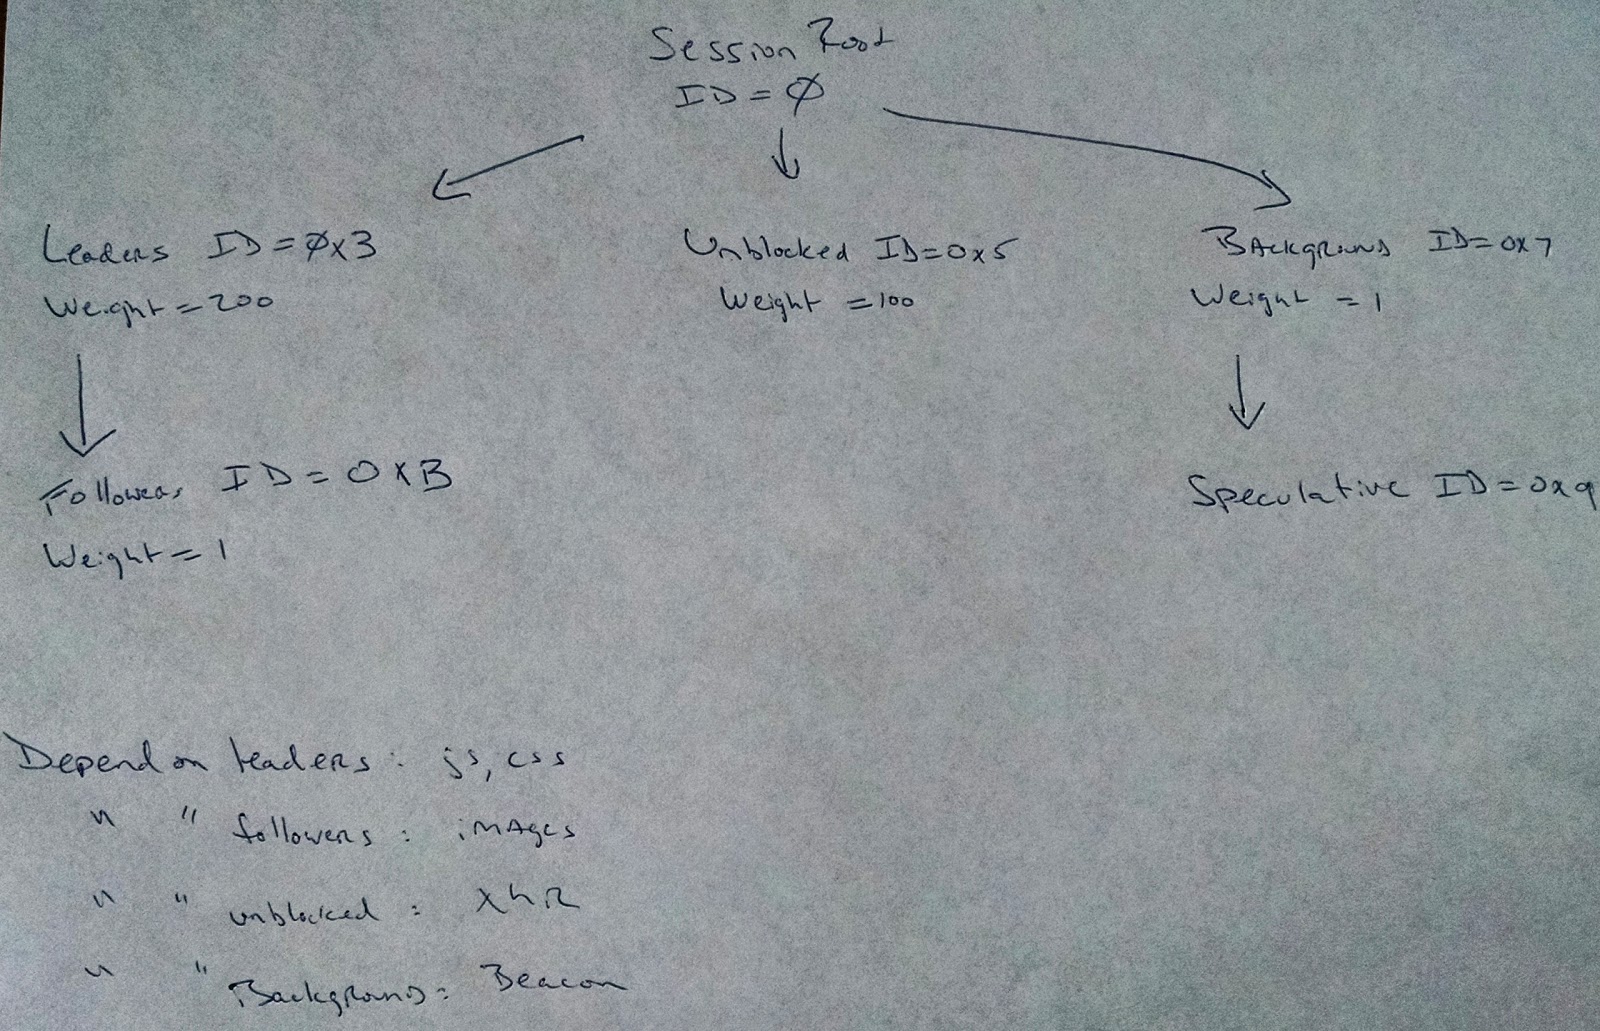 Session Root
ID = Ø
Leaders ID = Øx3
Weight = 200
Unblocked ID=0x5
Weight = 100
Background ID=0x7
Weight = 1
Followers ID = 0xB
Weight = 1
Speculative ID=0x9
Depend on leaders: js, css
" " followers: images
" " unblocked: xhr
" " Background: Beacon